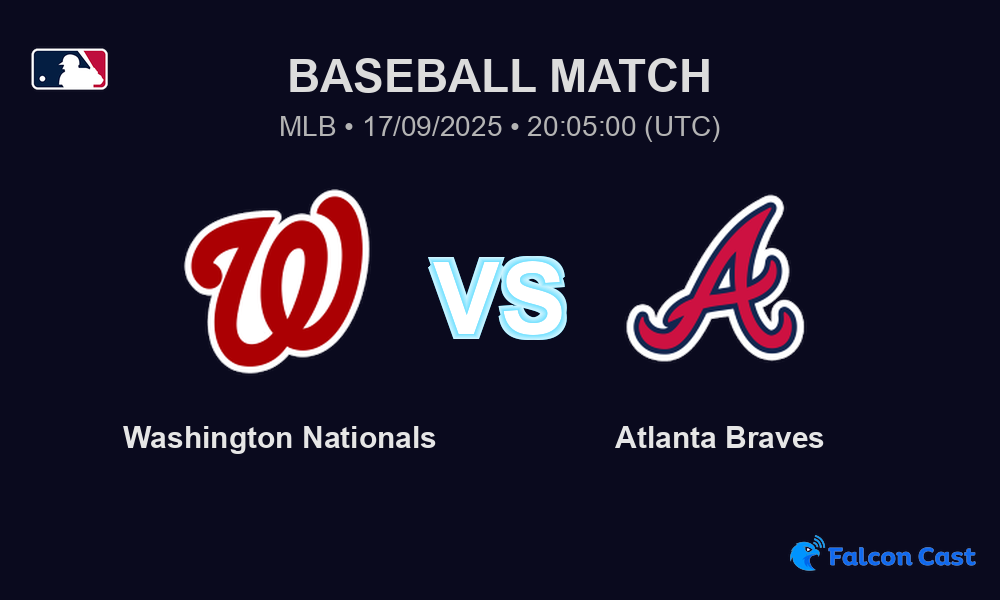 BASEBALL MATCH
MLB • 17/09/2025 • 20:05:00 (UTC)
W
VS
A
Washington Nationals
Atlanta Braves
Falcon Cast